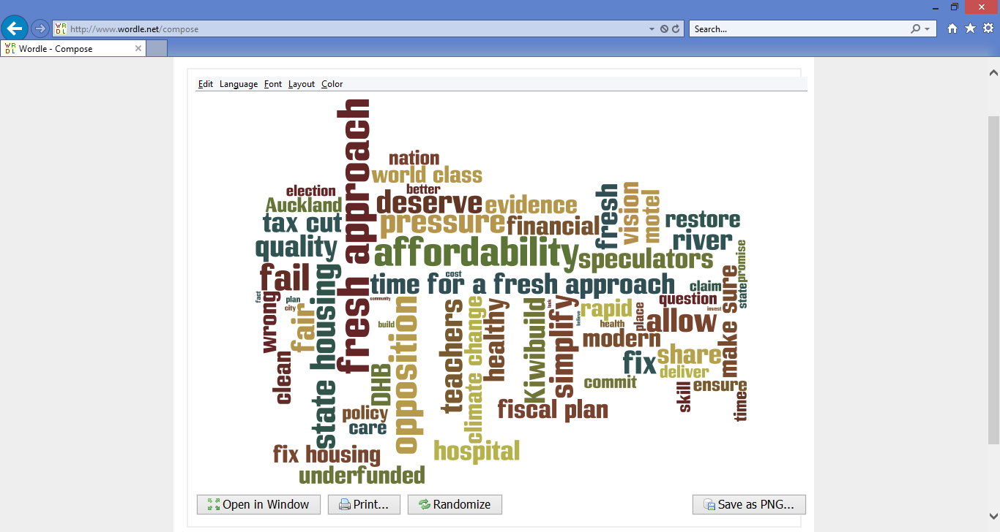 http://www.wordle.net/compose
Search...
Wordle - Compose
Edit Language Font Layout Color
fresh approach
nation
world class
election
better
Auckland
deserve
evidence
fresh
vision
motel
tax cut
pressure
financial
restore
river
quality
affordability
speculators
promise
fail
state housing
cost
time for a fresh approach
make sure
claim
state
fact
wrong
plan
city
fair
community
build
opposition
teachers
climate change
healthy
Kiwibuild
look
simplify
believe
rapid
health
place
question
invest
allow
modern
clean
DHB
fix
share
deliver
commit
skill
ensure
timee
policy
care
fiscal plan
fix housing
hospital
underfunded
Open in Window
Print...
Randomize
Save as PNG...